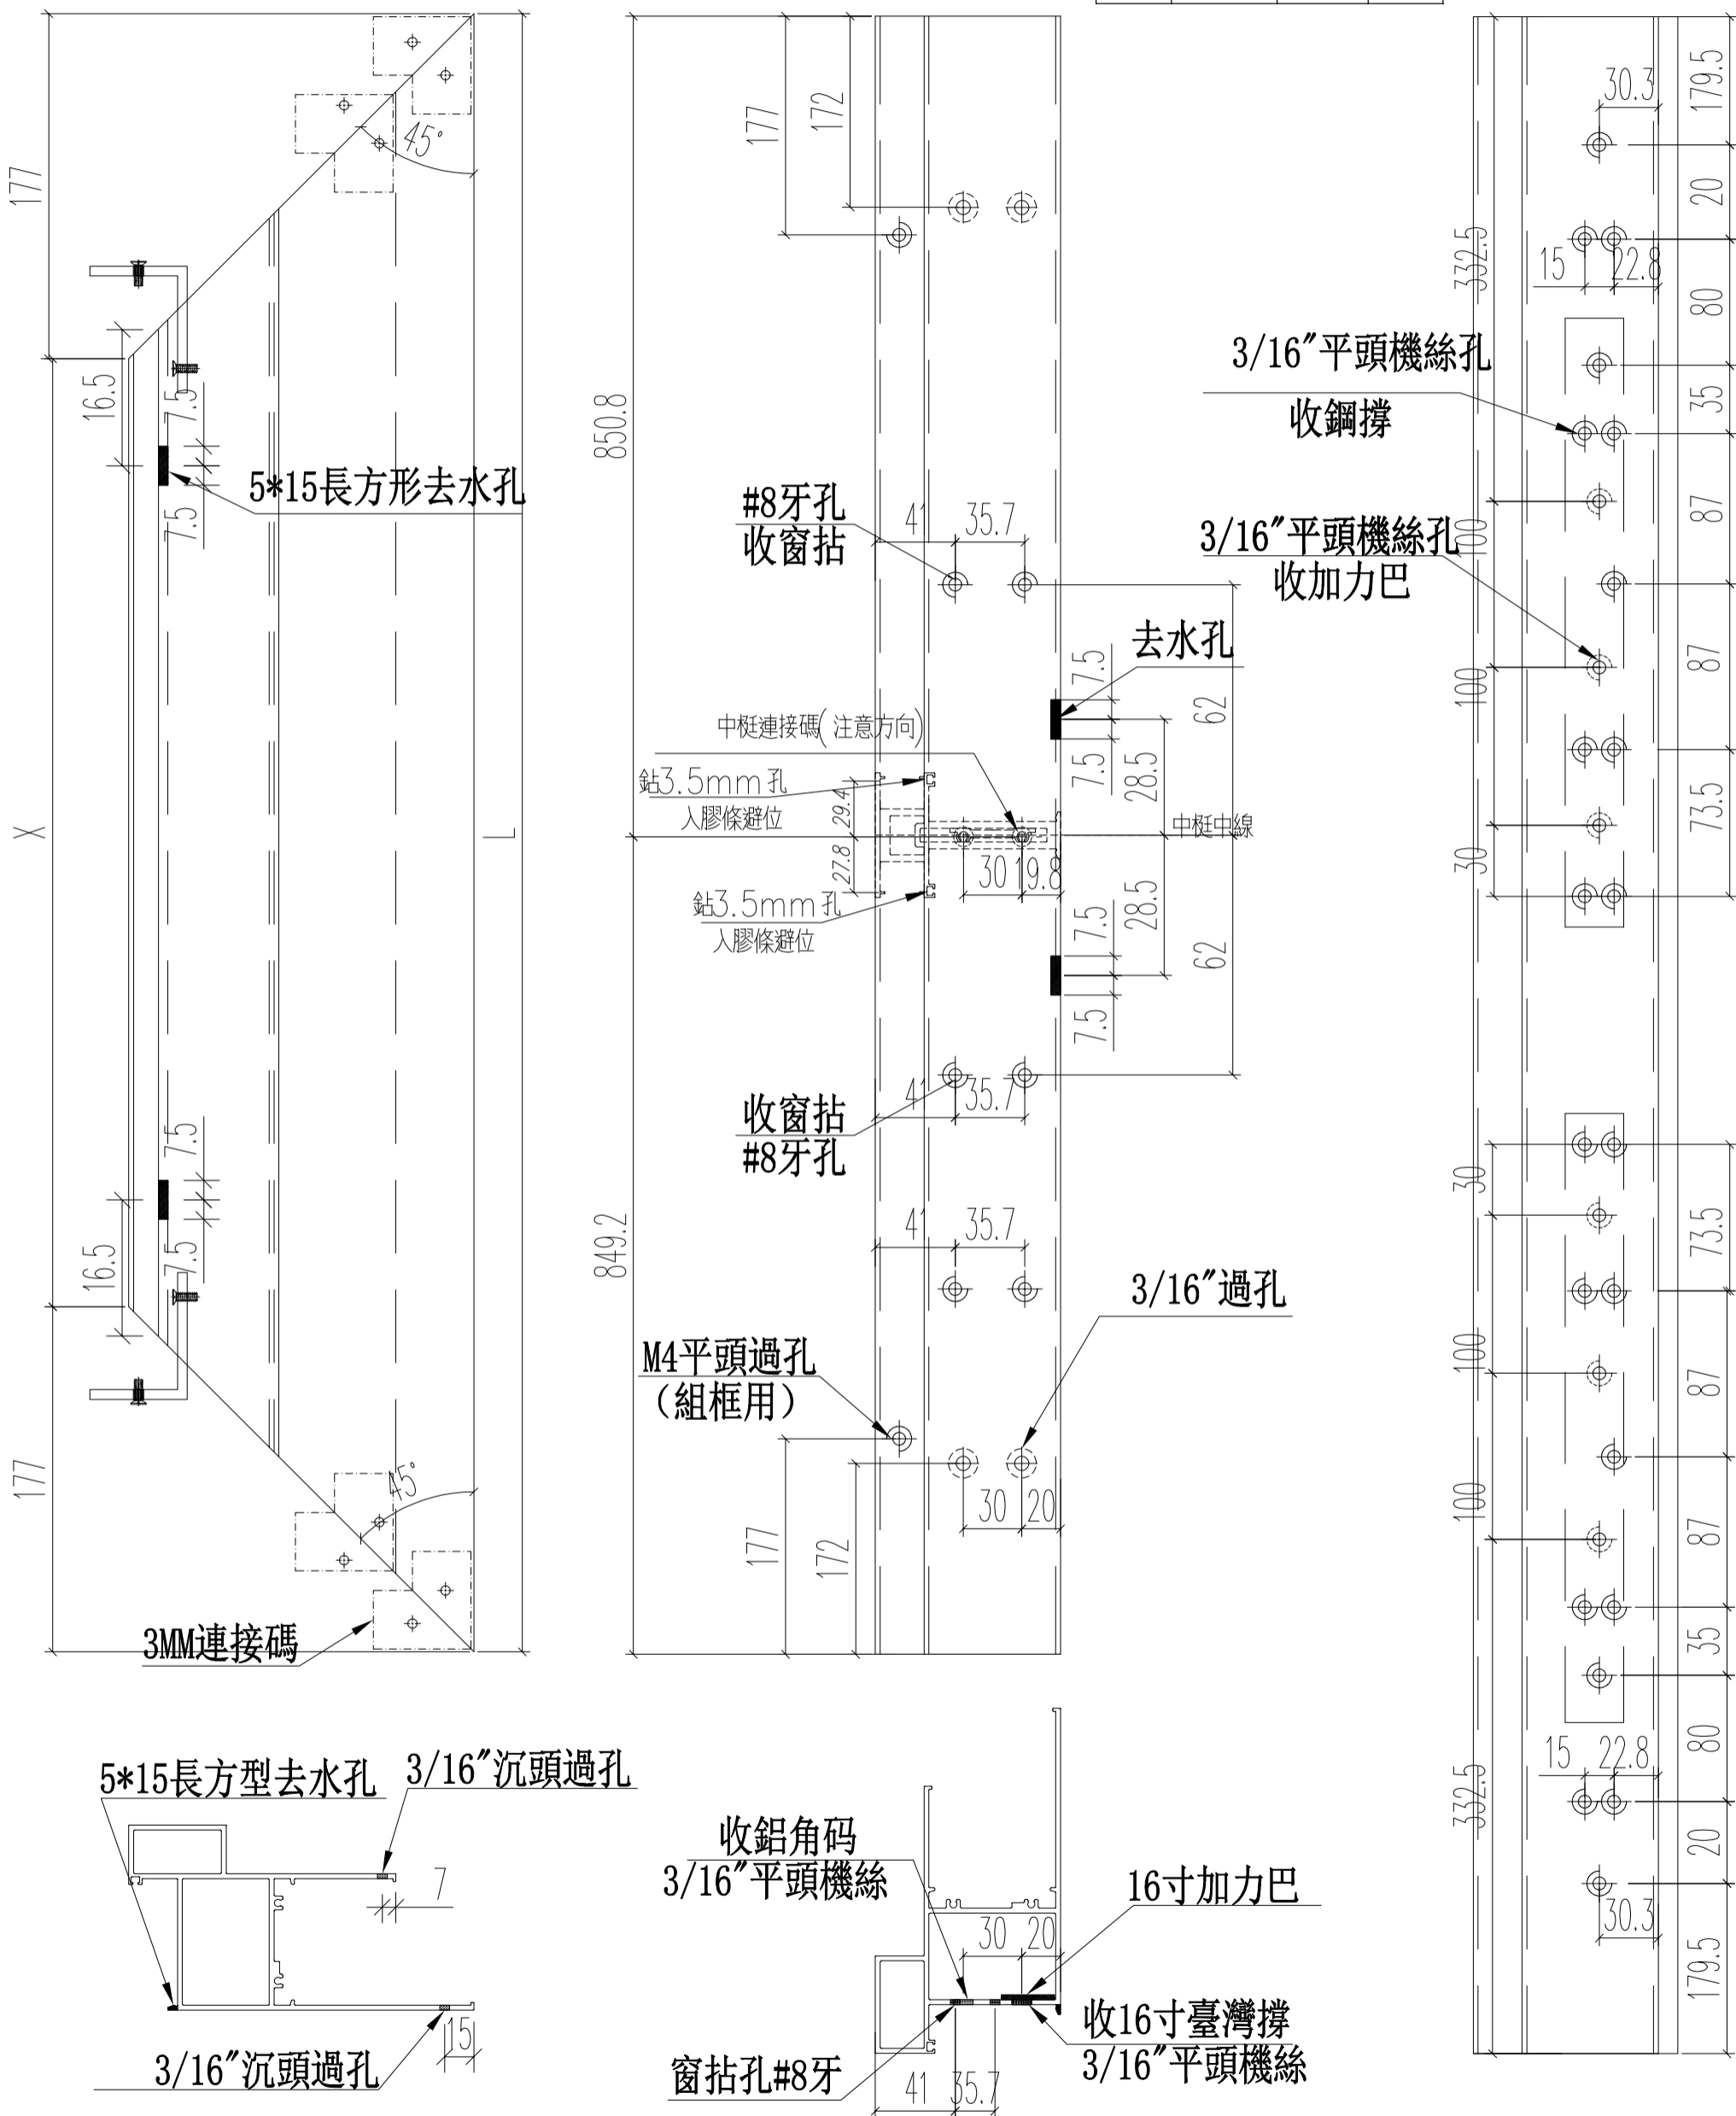 177
X
177
L
45°
16.5
7.5
7.5
5*15長方形去水孔
7.5
7.5
16.5
45°
3MM連接碼
850.8
849.2
177
172
#8牙孔
收窗拈
41
35.7
去水孔
7.5
7.5
28.5
62
中梃連接碼(注意方向)
鉆3.5mm孔
入膠條避位
29.4
27.8
中梃中線
30
19.8
鉆3.5mm孔
入膠條避位
28.5
7.5
7.5
62
收窗拈
#8牙孔
41
35.7
41
35.7
3/16″過孔
M4平頭過孔
(組框用)
30
20
177
172
30.3
179.5
20
332.5
15
22.8
80
3/16″平頭機絲孔
收鋼撐
35
3/16″平頭機絲孔
收加力巴
100
87
100
87
73.5
30
30
73.5
100
87
100
87
35
80
15
22.8
332.5
20
30.3
179.5
5*15長方型去水孔
3/16″沉頭過孔
7
15
3/16″沉頭過孔
收鋁角码
3/16″平頭機絲
16寸加力巴
30
20
收16寸臺灣撐
3/16″平頭機絲
窗拈孔#8牙
41
35.7